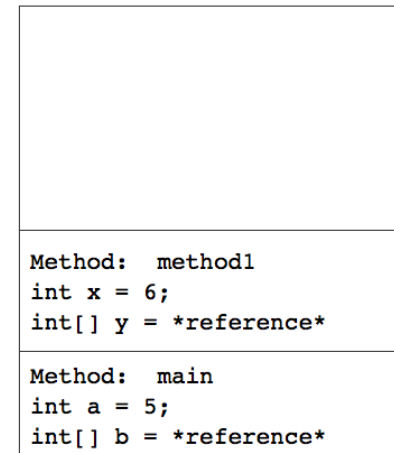 Method:  method1
int x = 6;
int[] y = *reference*
Method:  main
int a = 5;
int[] b = *reference*